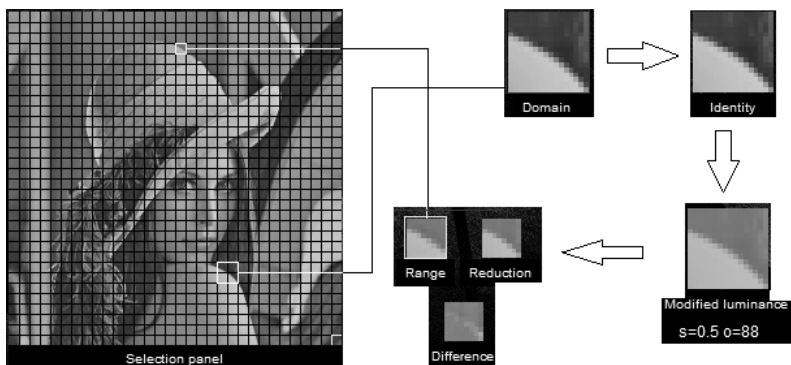 Domain
Identity
Range
Reduction
Modified luminance
s=0.5 o=88
Difference
Selection panel